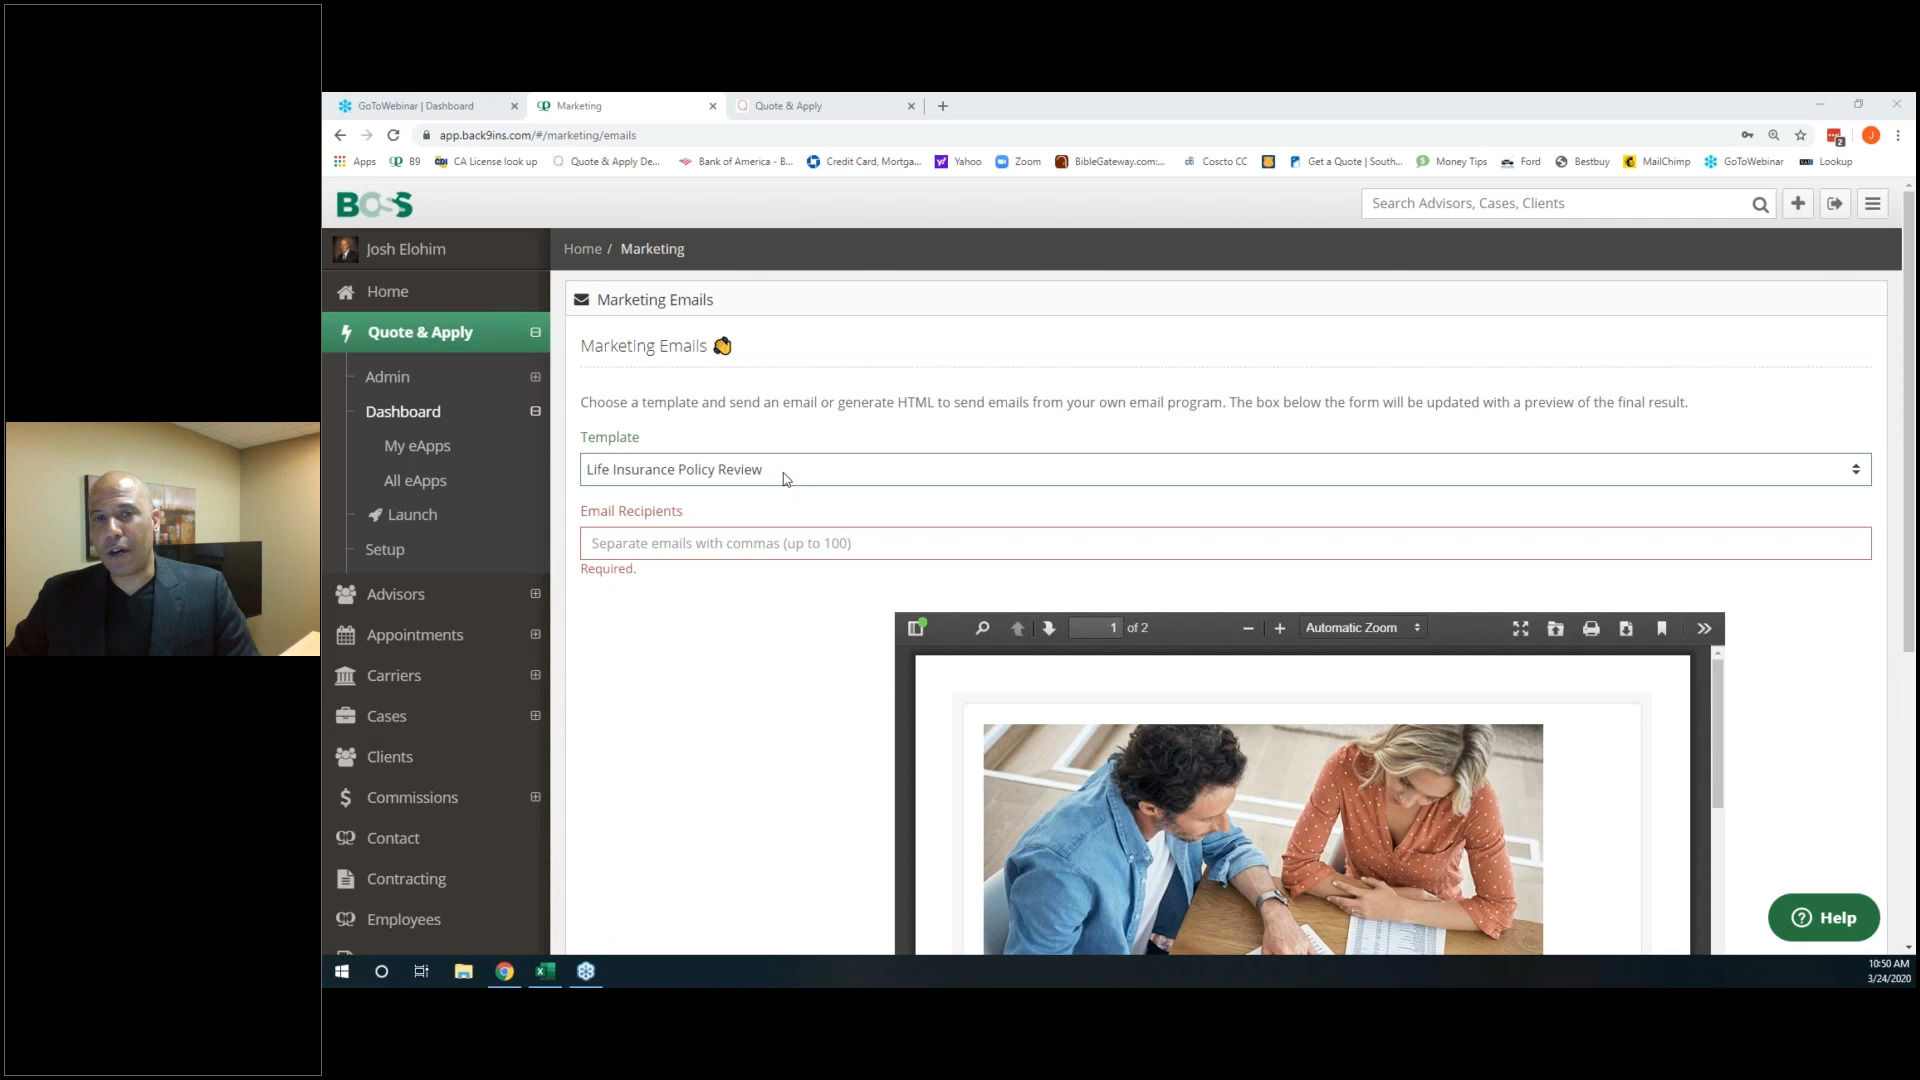 GoToWebinar | Dashboard
Marketing
Quote & Apply
app.back9ins.com/#/marketing/emails
Apps
B9
CA License look up
Quote & Apply De...
Bank of America - B...
Credit Card, Mortga...
Yahoo
Zoom
BibleGateway.com:...
Coscto CC
Get a Quote | South...
Money Tips
Ford
Bestbuy
MailChimp
GoToWebinar
Lookup
BOSS
Search Advisors, Cases, Clients
Josh Elohim
Home / Marketing
Home
Quote & Apply
Admin
Dashboard
My eApps
All eApps
Launch
Setup
Advisors
Appointments
Carriers
Cases
Clients
Commissions
Contact
Contracting
Employees
Marketing Emails
Marketing Emails
Choose a template and send an email or generate HTML to send emails from your own email program. The box below the form will be updated with a preview of the final result.
Template
Life Insurance Policy Review
Email Recipients
Separate emails with commas (up to 100)
Required.
1 of 2
Automatic Zoom
Help
10:50 AM
3/24/2020